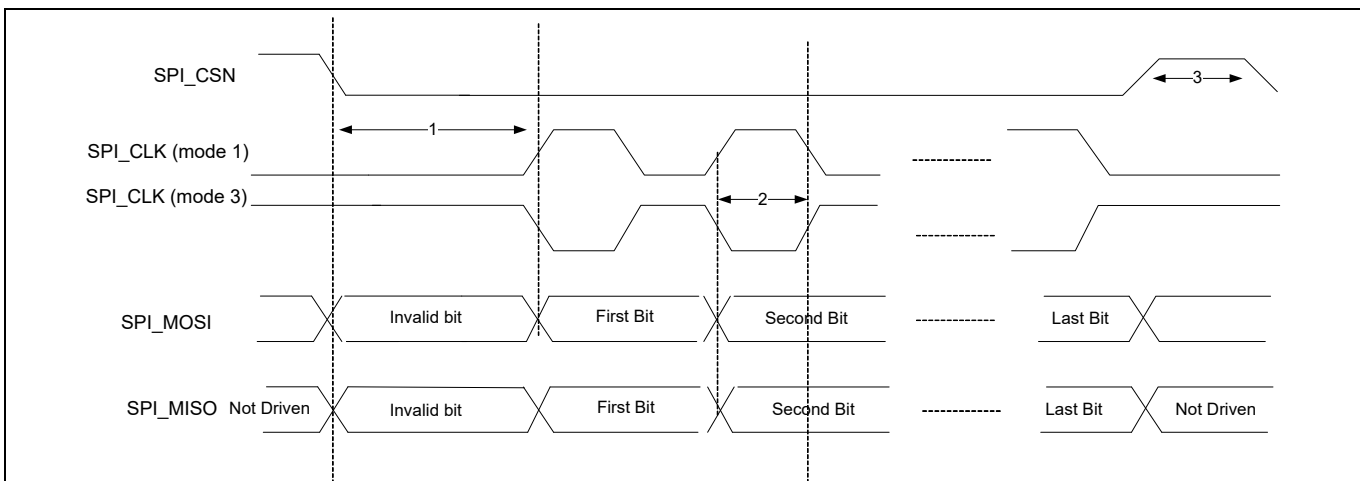 SPI_CSN
3
1
SPI_CLK (mode 1)
SPI_CLK (mode 3)
2
SPI_MOSI
Invalid bit
First Bit
Second Bit
Last Bit
SPI_MISO
Not Driven
Invalid bit
First Bit
Second Bit
Last Bit
Not Driven